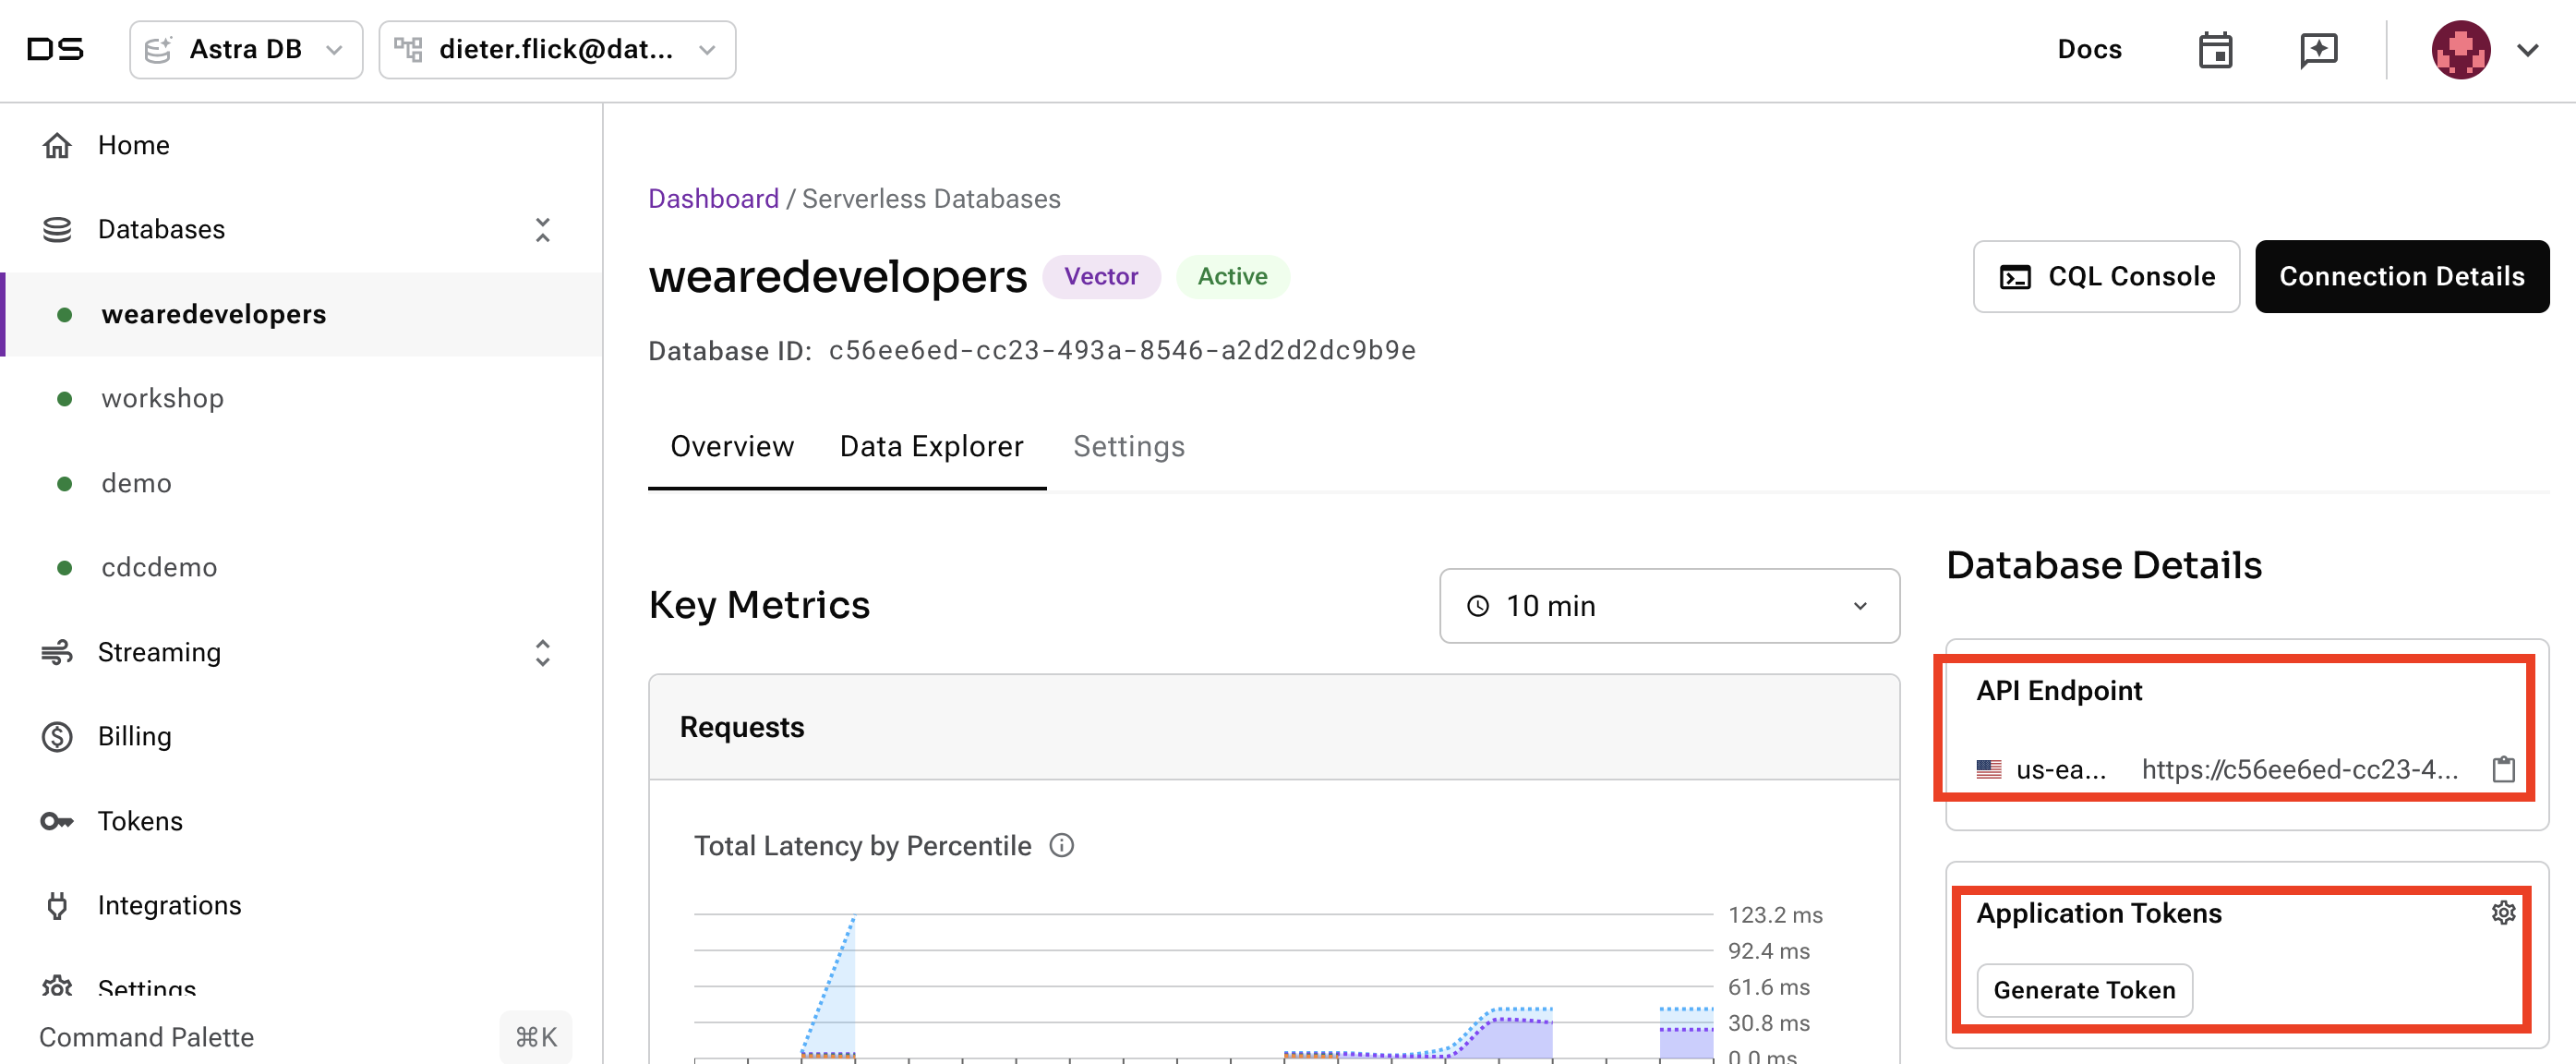 DS
Astra DB
dieter.flick@dat...
Docs
Home
Databases
wearedevelopers
workshop
demo
cdcdemo
Streaming
Billing
Tokens
Integrations
Settings
Command Palette
⌘K
Dashboard / Serverless Databases
wearedevelopers
Vector
Active
CQL Console
Connection Details
Database ID: c56ee6ed-cc23-493a-8546-a2d2d2dc9b9e
Overview
Data Explorer
Settings
Key Metrics
10 min
Requests
Total Latency by Percentile
123.2 ms
92.4 ms
61.6 ms
30.8 ms
0.0 ms
Database Details
API Endpoint
us-ea...
https://c56ee6ed-cc23-4...
Application Tokens
Generate Token